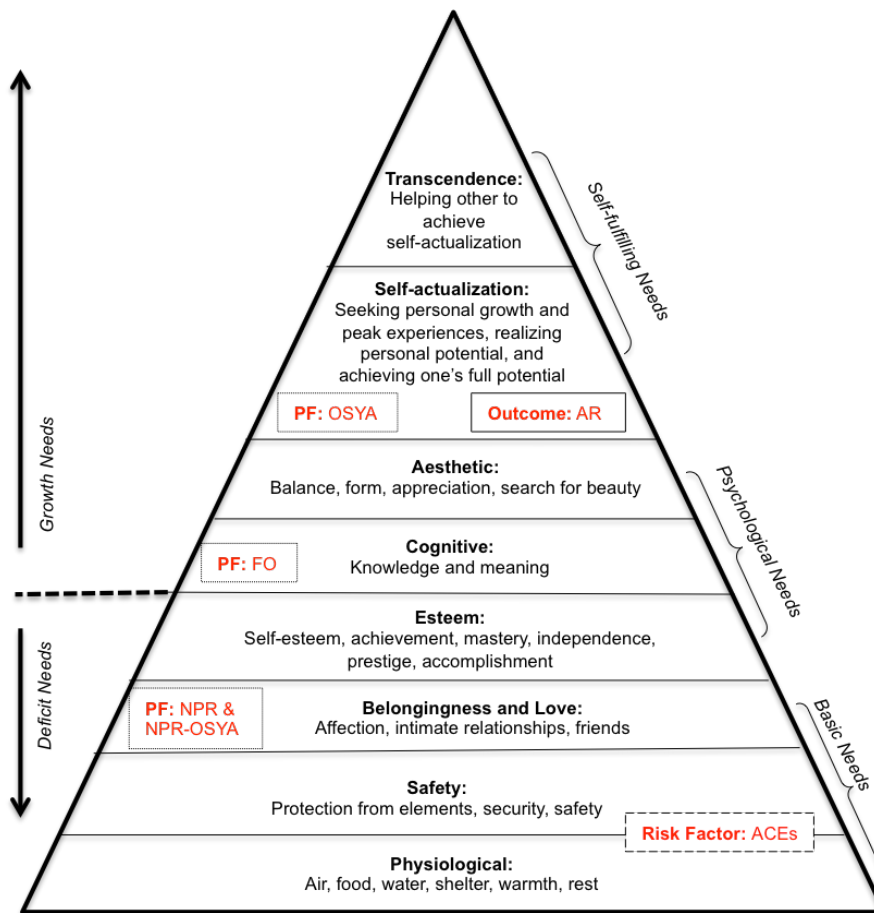 Transcendence:
Helping other to
achieve
self-actualization
Self-fulfilling Needs
Self-actualization:
Seeking personal growth and
peak experiences, realizing
personal potential, and
achieving one's full potential
PF: OSYA
Outcome: AR
Growth Needs
Aesthetic:
Balance, form, appreciation, search for beauty
Psychological Needs
PF: FO
Cognitive:
Knowledge and meaning
Esteem:
Self-esteem, achievement, mastery, independence,
prestige, accomplishment
Deficit Needs
PF: NPR &
NPR-OSYA
Belongingness and Love:
Affection, intimate relationships, friends
Basic Needs
Safety:
Protection from elements, security, safety
Risk Factor: ACEs
Physiological:
Air, food, water, shelter, warmth, rest